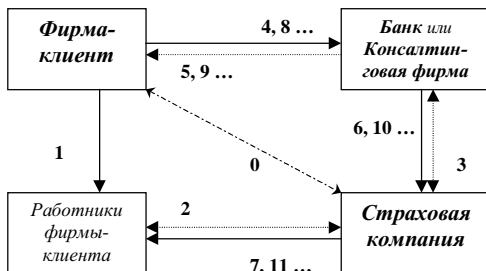 Фирма-
клиент
4, 8 ...
5, 9 ...
Банк или
Консалтин-
говая фирма
6, 10 ...
1
0
3
Работники
фирмы-
клиента
2
Страховая
компания
7, 11 ...